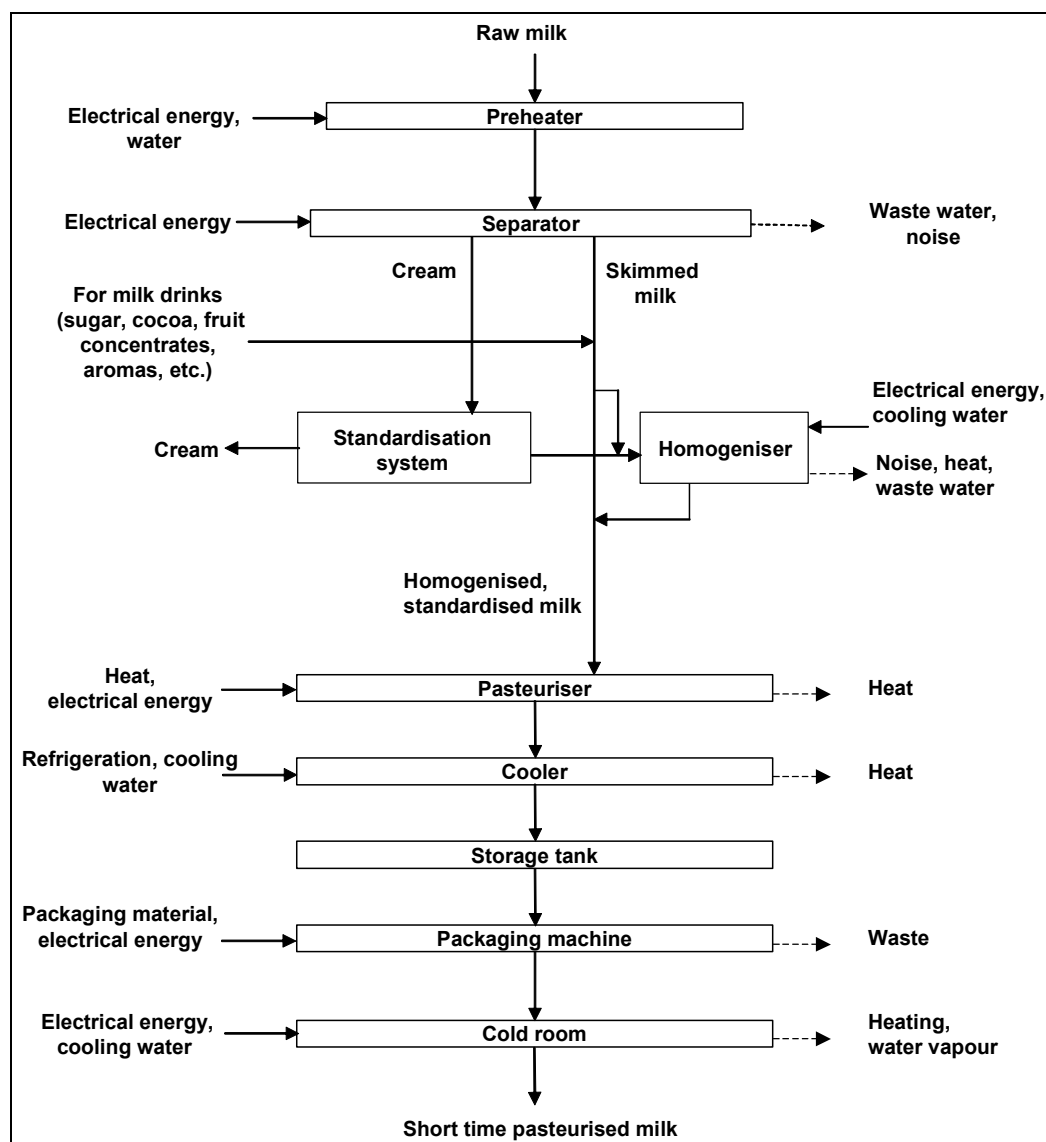 Raw milk
Electrical energy,
water
Preheater
Electrical energy
Separator
Waste water,
noise
Cream
Skimmed
milk
For milk drinks
(sugar, cocoa, fruit
concentrates,
aromas, etc.)
Electrical energy,
cooling water
Cream
Standardisation
system
Homogeniser
Noise, heat,
waste water
Homogenised,
standardised milk
Heat,
electrical energy
Pasteuriser
Heat
Refrigeration, cooling
water
Cooler
Heat
Storage tank
Packaging material,
electrical energy
Packaging machine
Waste
Electrical energy,
cooling water
Cold room
Heating,
water vapour
Short time pasteurised milk